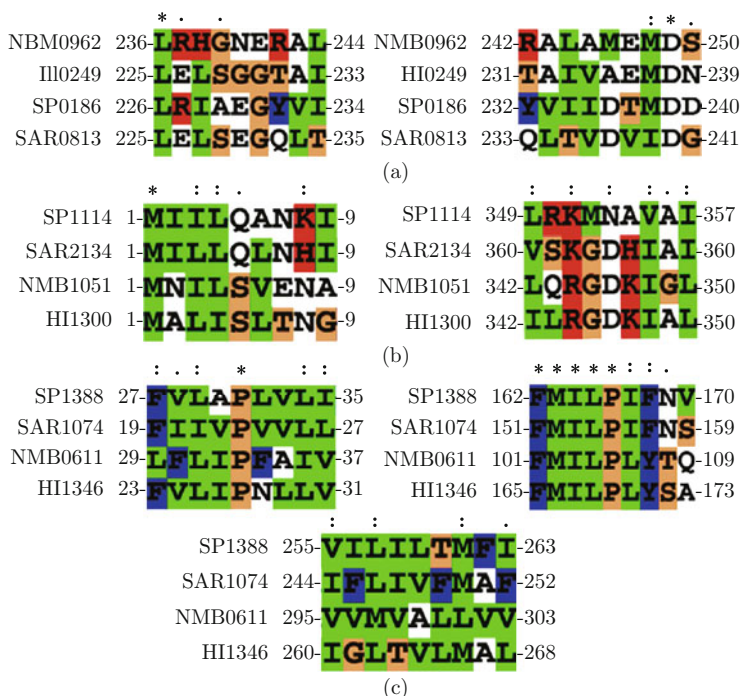 * . .
NBM0962 236-LRHGNERAL-244
Ill0249 225-LELSGGTAI-233
SP0186 226-LRIAEGYVI-234
SAR0813 225-LELSEGQLT-235
: * .
NMB0962 242-RALAMEMDS-250
HI0249 231-TAIVAEMDN-239
SP0186 232-YVIIDTMDD-240
SAR0813 233-QLTVDVIDG-241
(a)
* : : . :
SP1114 1-MIILQANKI-9
SAR2134 1-MILLQLNHI-9
NMB1051 1-MNILSVENA-9
HI1300 1-MALISLTNG-9
: : : : . :
SP1114 349-LRKMNAVAI-357
SAR2134 360-VSKGDHIAI-360
NMB1051 342-LQRGDKIGL-350
HI1300 342-ILRGDKIAL-350
(b)
: . : * : :
SP1388 27-FVLAPLVLI-35
SAR1074 19-FIIVPVVLL-27
NMB0611 29-LFLIPFAIV-37
HI1346 23-FVLIPNLLV-31
* * * * * : : .
SP1388 162-FMILPIFNV-170
SAR1074 151-FMILPIFNS-159
NMB0611 101-FMILPLYTQ-109
HI1346 165-FMILPLYSA-173
: : : .
SP1388 255-VILILTMFI-263
SAR1074 244-IFLIVFMAF-252
NMB0611 295-VVMVALLVV-303
HI1346 260-IGLTVLMAL-268
(c)